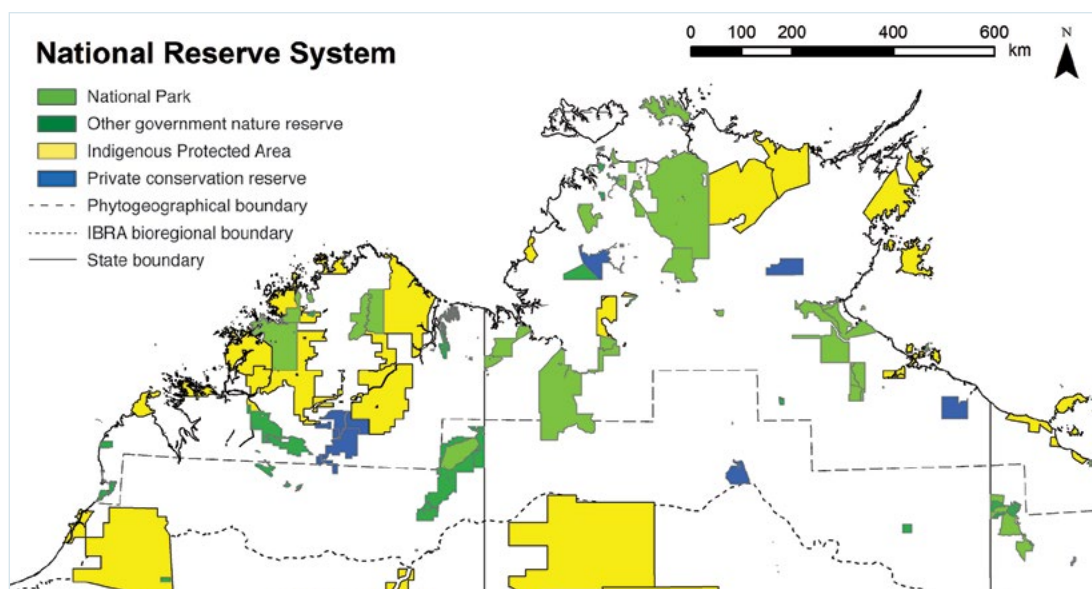 National Reserve System
National Park
Other government nature reserve
Indigenous Protected Area
Private conservation reserve
Phytogeographical boundary
IBRA bioregional boundary
State boundary
0 100 200 400 600
km
N